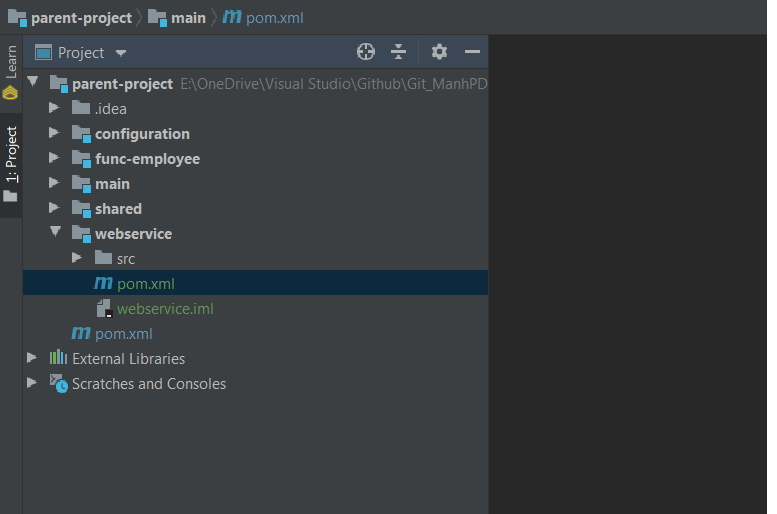 parent-project main pom.xml
Learn
1: Project
Project
parent-project E:\OneDrive\Visual Studio\Github\Git_ManhPD
.idea
configuration
func-employee
main
shared
webservice
src
pom.xml
webservice.iml
pom.xml
External Libraries
Scratches and Consoles